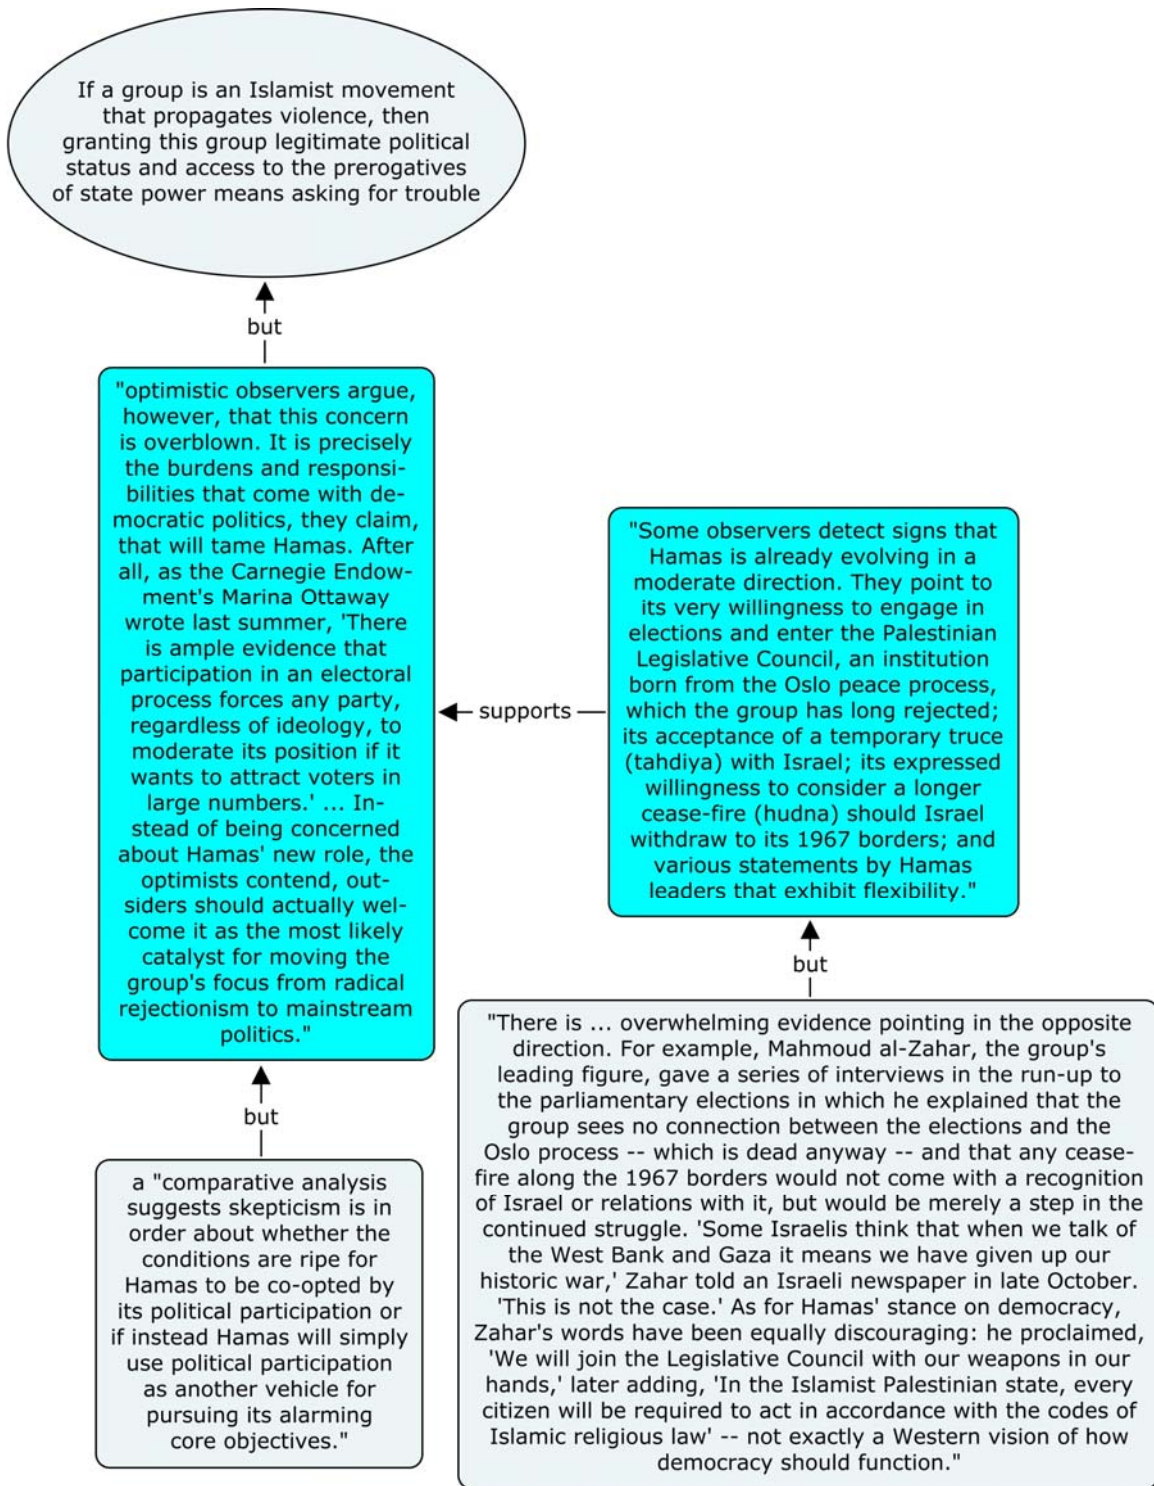 If a group is an Islamist movement
that propagates violence, then
granting this group legitimate political
status and access to the prerogatives
of state power means asking for trouble
but
"optimistic observers argue,
however, that this concern
is overblown. It is precisely
the burdens and responsi-
bilities that come with de-
mocratic politics, they claim,
that will tame Hamas. After
all, as the Carnegie Endow-
ment's Marina Ottaway
wrote last summer, 'There
is ample evidence that
participation in an electoral
process forces any party,
regardless of ideology, to
moderate its position if it
wants to attract voters in
large numbers.' ... In-
stead of being concerned
about Hamas' new role, the
optimists contend, out-
siders should actually wel-
come it as the most likely
catalyst for moving the
group's focus from radical
rejectionism to mainstream
politics."
supports
"Some observers detect signs that
Hamas is already evolving in a
moderate direction. They point to
its very willingness to engage in
elections and enter the Palestinian
Legislative Council, an institution
born from the Oslo peace process,
which the group has long rejected;
its acceptance of a temporary truce
(tahdiya) with Israel; its expressed
willingness to consider a longer
cease-fire (hudna) should Israel
withdraw to its 1967 borders; and
various statements by Hamas
leaders that exhibit flexibility."
but
"There is ... overwhelming evidence pointing in the opposite
direction. For example, Mahmoud al-Zahar, the group's
leading figure, gave a series of interviews in the run-up to
the parliamentary elections in which he explained that the
group sees no connection between the elections and the
Oslo process -- which is dead anyway -- and that any cease-
fire along the 1967 borders would not come with a recognition
of Israel or relations with it, but would be merely a step in the
continued struggle. 'Some Israelis think that when we talk of
the West Bank and Gaza it means we have given up our
historic war,' Zahar told an Israeli newspaper in late October.
'This is not the case.' As for Hamas' stance on democracy,
Zahar's words have been equally discouraging: he proclaimed,
'We will join the Legislative Council with our weapons in our
hands,' later adding, 'In the Islamist Palestinian state, every
citizen will be required to act in accordance with the codes of
Islamic religious law' -- not exactly a Western vision of how
democracy should function."
but
a "comparative analysis
suggests skepticism is in
order about whether the
conditions are ripe for
Hamas to be co-opted by
its political participation or
if instead Hamas will simply
use political participation
as another vehicle for
pursuing its alarming
core objectives."